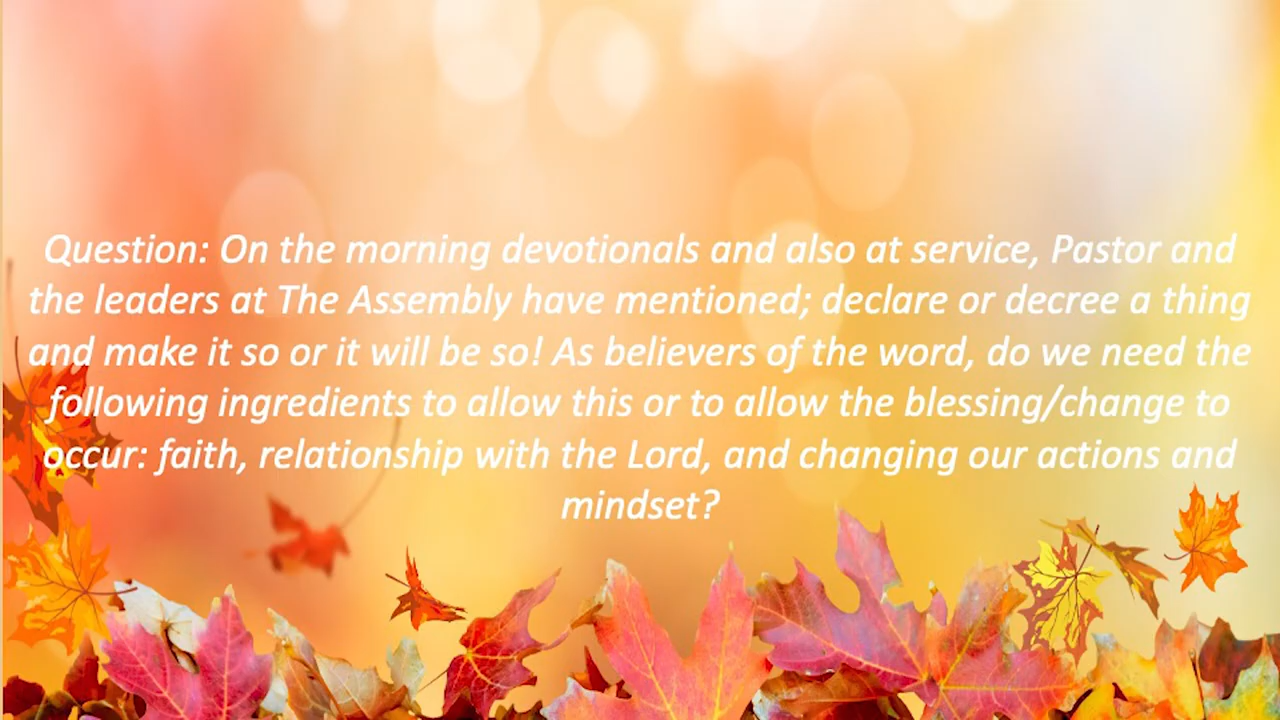 Question: On the morning devotionals and also at service, Pastor and
the leaders at The Assembly have mentioned; declare or decree a thing
and make it so or it will be so! As believers of the word, do we need the
following ingredients to allow this or to allow the blessing/change to
occur: faith, relationship with the Lord, and changing our actions and
mindset?